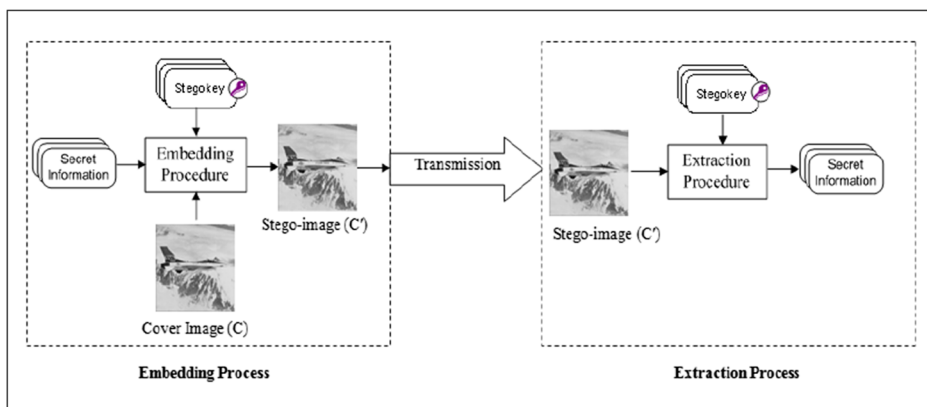 Stegokey
Secret
Information
Embedding
Procedure
Stego-image (C')
Cover Image (C)
Embedding Process
Transmission
Stegokey
Stego-image (C')
Extraction
Procedure
Secret
Information
Extraction Process